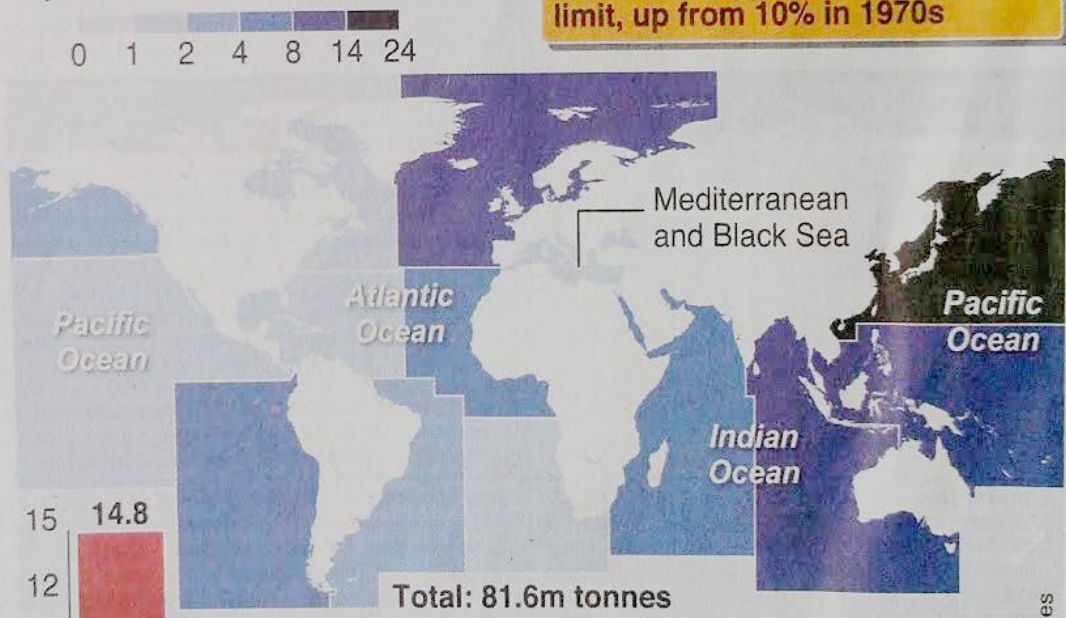 limit, up from 10% in 1970s
0 1 2 4 8 14 24
Mediterranean
and Black Sea
Atlantic
Ocean
Pacific
Ocean
Pacific
Ocean
Indian
Ocean
15
14.8
12
Total: 81.6m tonnes
es